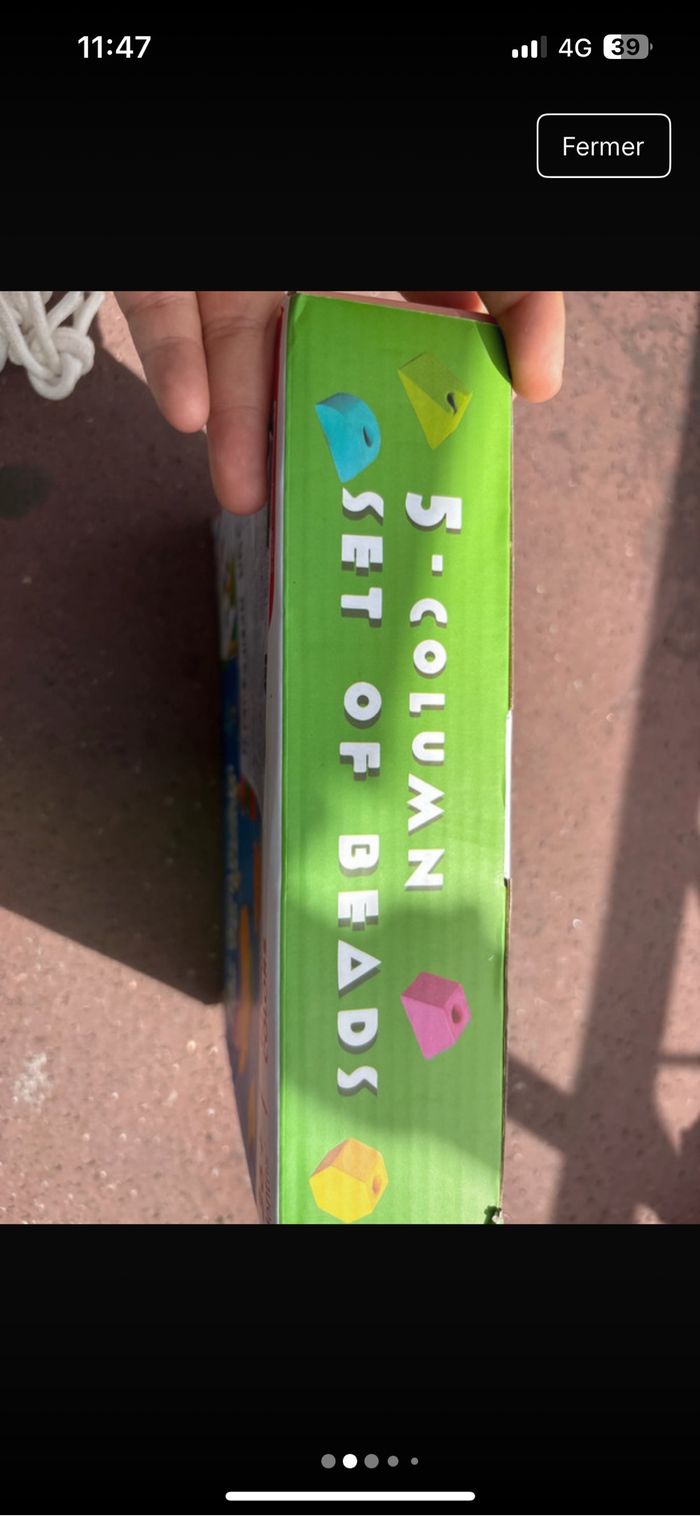 11:47
4G
39
Fermer
5-COLUMN
SET OF BEADS